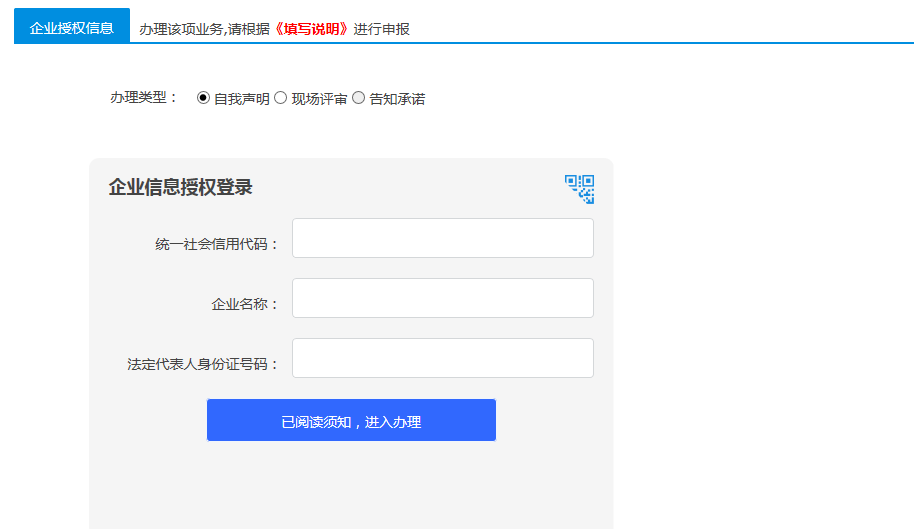 企业授权信息 办理该项业务,请根据《填写说明》进行申报
办理类型： 自我声明 现场评审 告知承诺
企业信息授权登录
统一社会信用代码：
企业名称：
法定代表人身份证号码：
已阅读须知，进入办理